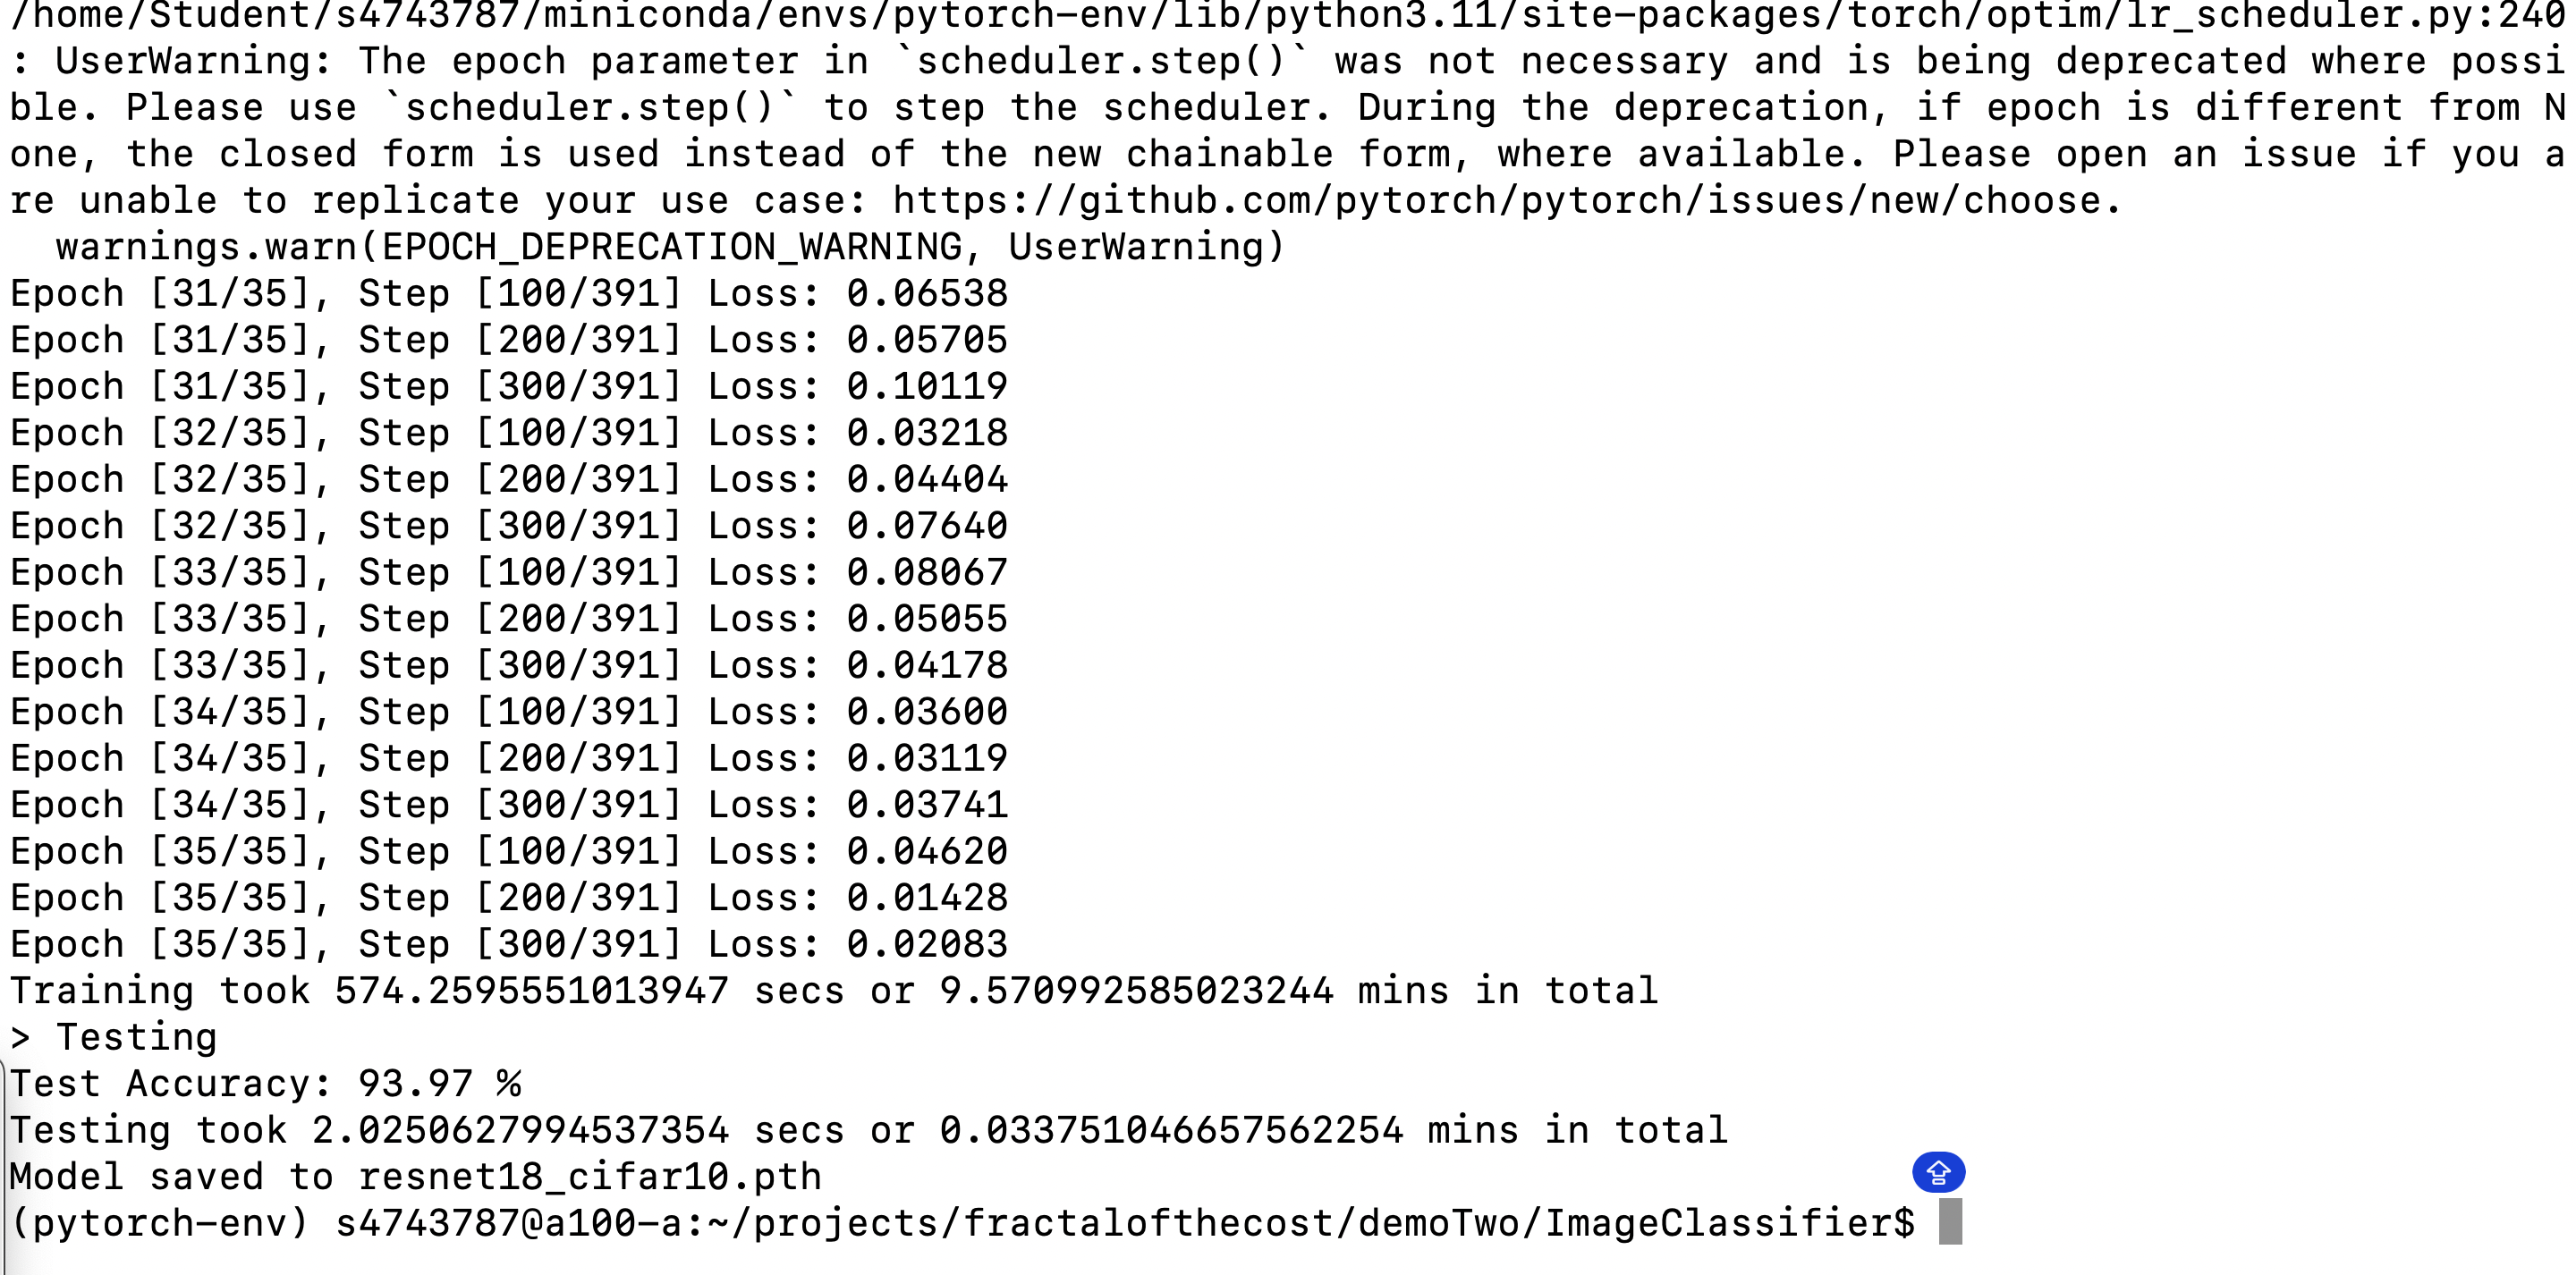 /home/Student/s4743787/miniconda/envs/pytorch-env/lib/python3.11/site-packages/torch/optim/lr_scheduler.py:240
: UserWarning: The epoch parameter in `scheduler.step()` was not necessary and is being deprecated where possi
ble. Please use `scheduler.step()` to step the scheduler. During the deprecation, if epoch is different from N
one, the closed form is used instead of the new chainable form, where available. Please open an issue if you a
re unable to replicate your use case: https://github.com/pytorch/pytorch/issues/new/choose.
  warnings.warn(EPOCH_DEPRECATION_WARNING, UserWarning)
Epoch [31/35], Step [100/391] Loss: 0.06538
Epoch [31/35], Step [200/391] Loss: 0.05705
Epoch [31/35], Step [300/391] Loss: 0.10119
Epoch [32/35], Step [100/391] Loss: 0.03218
Epoch [32/35], Step [200/391] Loss: 0.04404
Epoch [32/35], Step [300/391] Loss: 0.07640
Epoch [33/35], Step [100/391] Loss: 0.08067
Epoch [33/35], Step [200/391] Loss: 0.05055
Epoch [33/35], Step [300/391] Loss: 0.04178
Epoch [34/35], Step [100/391] Loss: 0.03600
Epoch [34/35], Step [200/391] Loss: 0.03119
Epoch [34/35], Step [300/391] Loss: 0.03741
Epoch [35/35], Step [100/391] Loss: 0.04620
Epoch [35/35], Step [200/391] Loss: 0.01428
Epoch [35/35], Step [300/391] Loss: 0.02083
Training took 574.2595551013947 secs or 9.570992585023244 mins in total
> Testing
Test Accuracy: 93.97 %
Testing took 2.0250627994537354 secs or 0.033751046657562254 mins in total
Model saved to resnet18_cifar10.pth
(pytorch-env) s4743787@a100-a:~/projects/fractalofthecost/demoTwo/ImageClassifier$